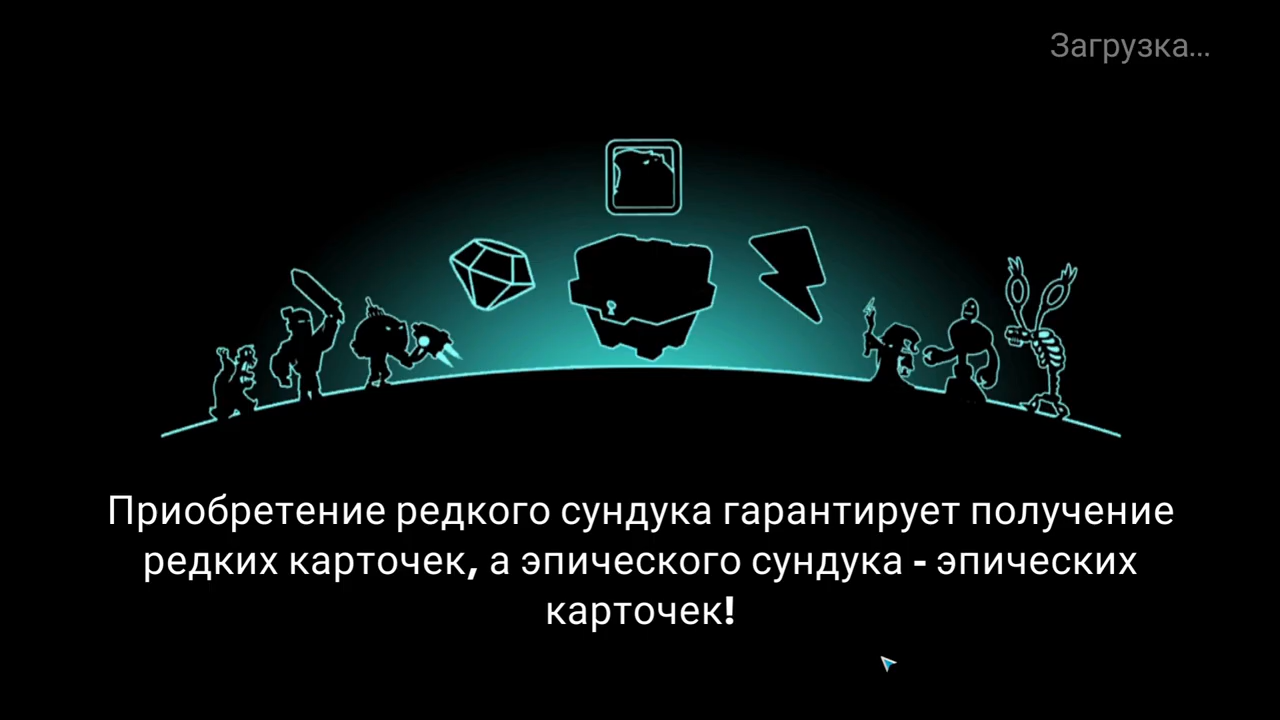 Загрузка...
Приобретение редкого сундука гарантирует получение
редких карточек, а эпического сундука - эпических
карточек!